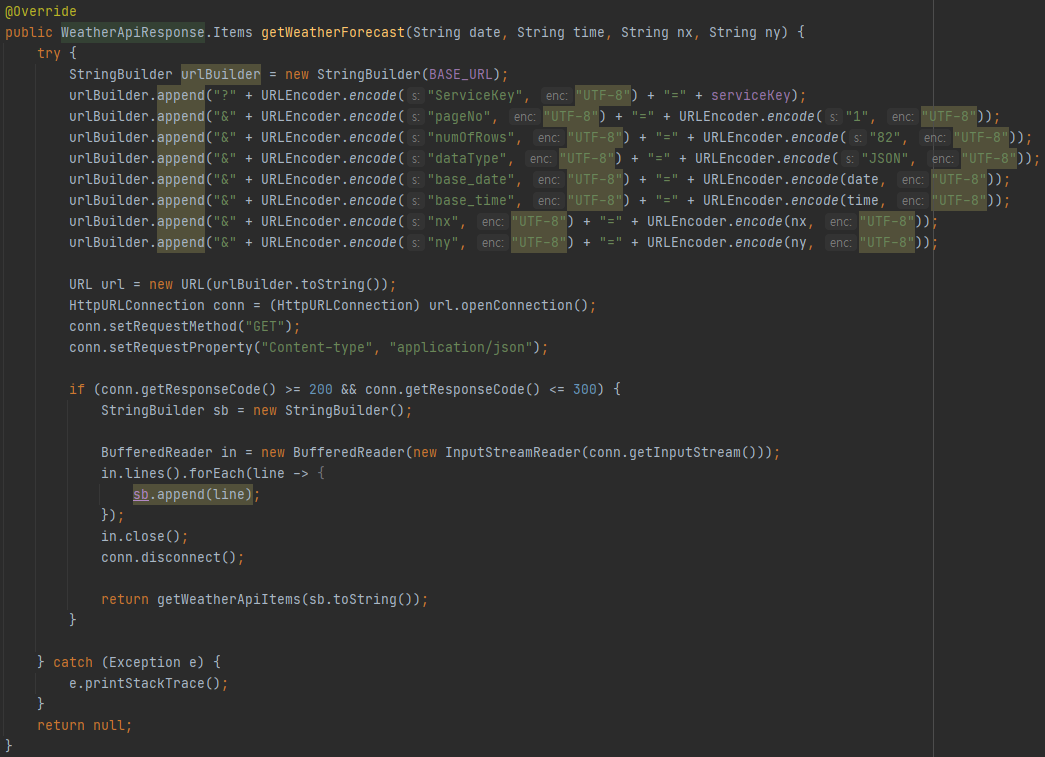 @Override
public WeatherApiResponse.Items getWeatherForecast(String date, String time, String nx, String ny) {
try {
StringBuilder urlBuilder = new StringBuilder(BASE_URL);
urlBuilder.append("?" + URLEncoder.encode( s: "ServiceKey", enc: "UTF-8") + "=" + serviceKey);
urlBuilder.append("&" + URLEncoder.encode( s: "pageNo", enc: "UTF-8") + "=" + URLEncoder.encode( s: "1", enc: "UTF-8"));
urlBuilder.append("&" + URLEncoder.encode( s: "numOfRows", enc: "UTF-8") + "=" + URLEncoder.encode( s: "82", enc: "UTF-8"));
urlBuilder.append("&" + URLEncoder.encode( s: "dataType", enc: "UTF-8") + "=" + URLEncoder.encode( s: "JSON", enc: "UTF-8"));
urlBuilder.append("&" + URLEncoder.encode( s: "base_date", enc: "UTF-8") + "=" + URLEncoder.encode(date, enc: "UTF-8"));
urlBuilder.append("&" + URLEncoder.encode( s: "base_time", enc: "UTF-8") + "=" + URLEncoder.encode(time, enc: "UTF-8"));
urlBuilder.append("&" + URLEncoder.encode( s: "nx", enc: "UTF-8") + "=" + URLEncoder.encode(nx, enc: "UTF-8"));
urlBuilder.append("&" + URLEncoder.encode( s: "ny", enc: "UTF-8") + "=" + URLEncoder.encode(ny, enc: "UTF-8"));
URL url = new URL(urlBuilder.toString());
HttpURLConnection conn = (HttpURLConnection) url.openConnection();
conn.setRequestMethod("GET");
conn.setRequestProperty("Content-type", "application/json");
if (conn.getResponseCode() >= 200 && conn.getResponseCode() <= 300) {
StringBuilder sb = new StringBuilder();
BufferedReader in = new BufferedReader(new InputStreamReader(conn.getInputStream()));
in.lines().forEach(line -> {
sb.append(line);
});
in.close();
conn.disconnect();
return getWeatherApiItems(sb.toString());
}
} catch (Exception e) {
e.printStackTrace();
}
return null;
}